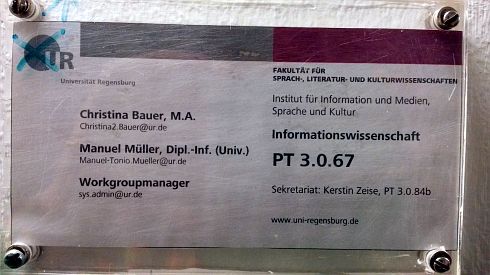 UR
Universität Regensburg
Christina Bauer, M.A.
Christina2.Bauer@ur.de
Manuel Müller, Dipl.-Inf. (Univ.)
Manuel-Tonio.Mueller@ur.de
Workgroupmanager
sys.admin@ur.de
FAKULTÄT FÜR
SPRACH-, LITERATUR- UND KULTURWISSENSCHAFTEN
Institut für Information und Medien,
Sprache und Kultur
Informationswissenschaft
PT 3.0.67
Sekretariat: Kerstin Zeise, PT 3.0.84b
www.uni-regensburg.de